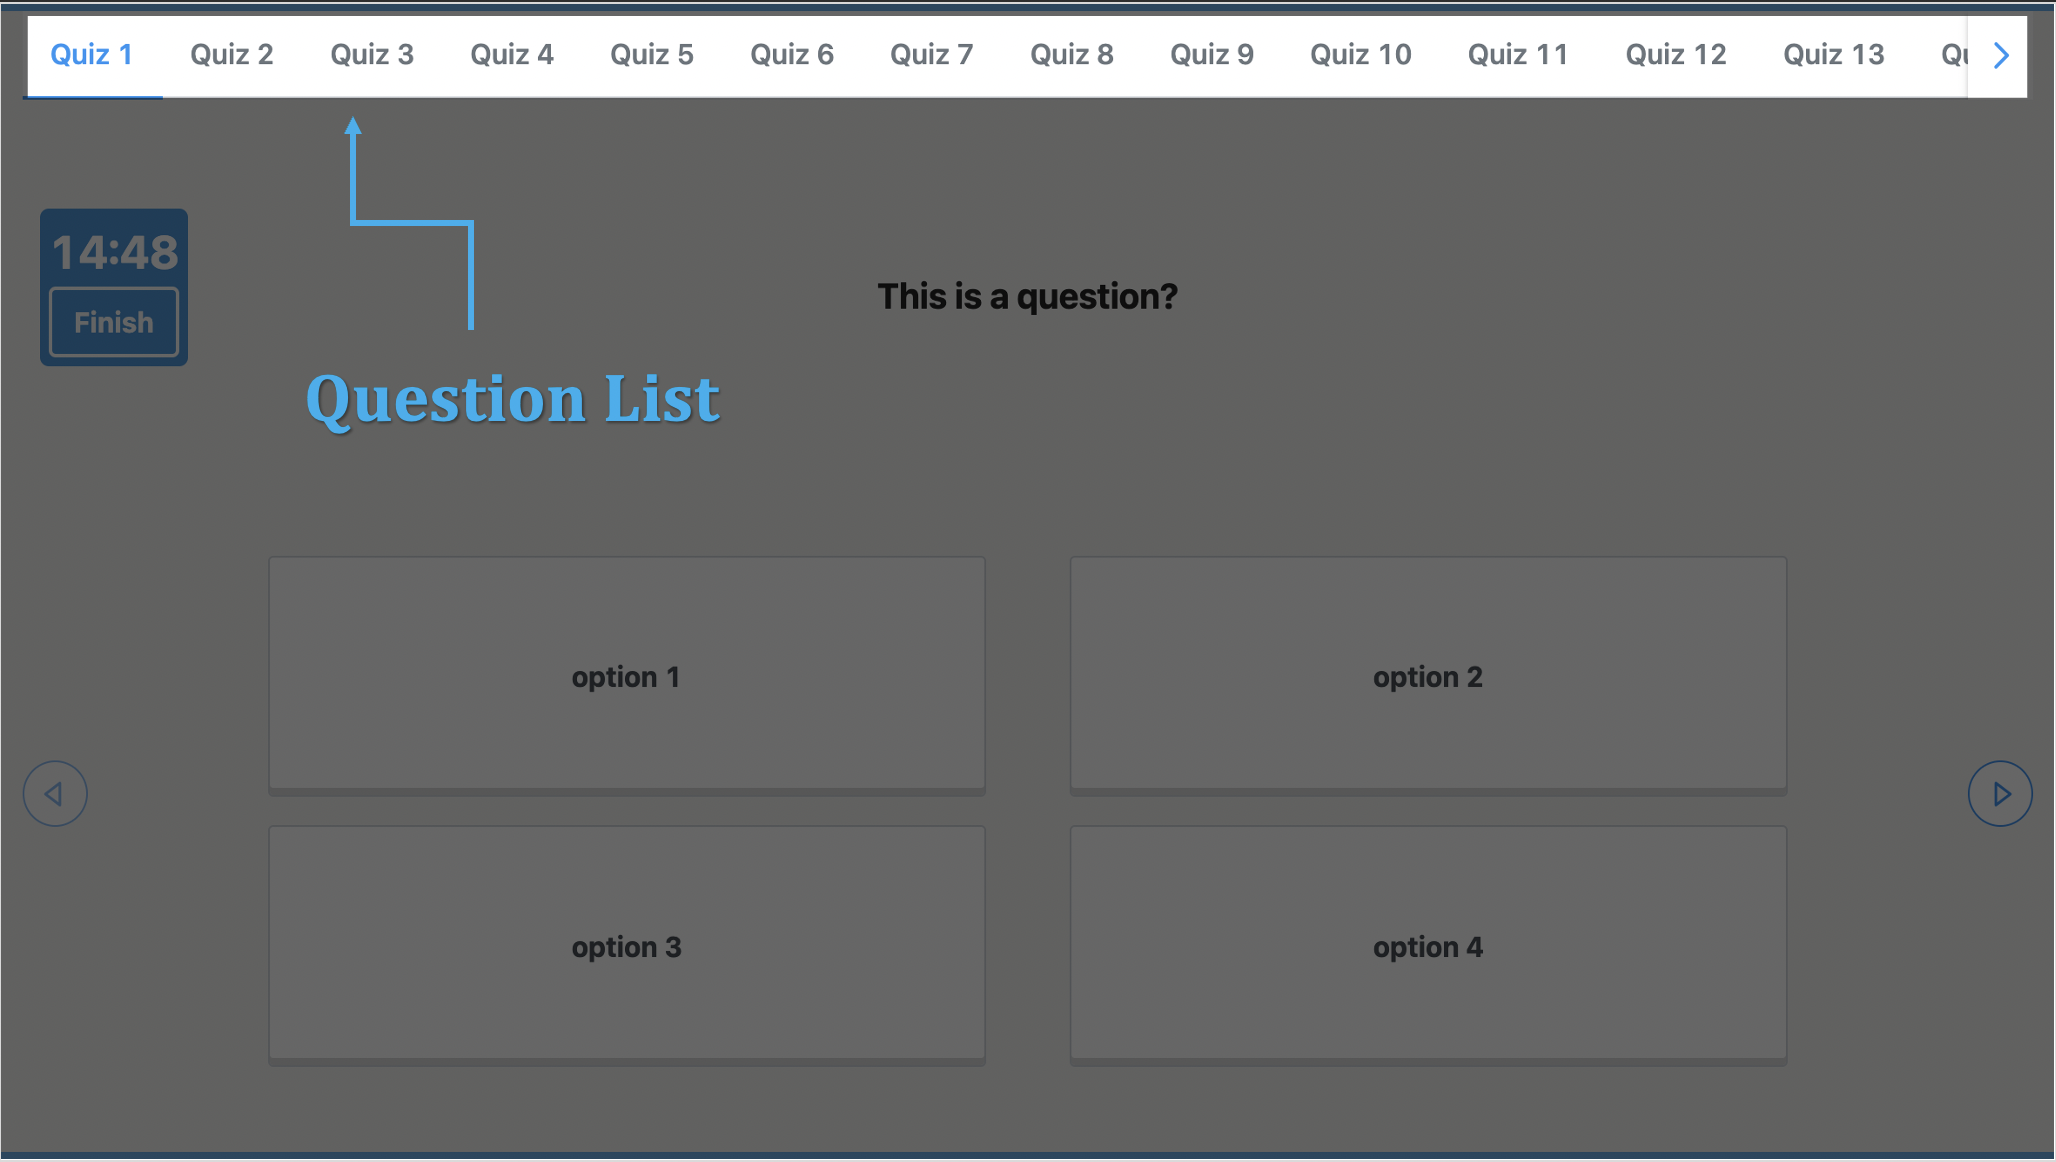 Quiz 1 Quiz 2 Quiz 3 Quiz 4 Quiz 5 Quiz 6 Quiz 7 Quiz 8 Quiz 9 Quiz 10 Quiz 11 Quiz 12 Quiz 13
14:48
Finish
This is a question?
Question List
option 1
option 2
option 3
option 4